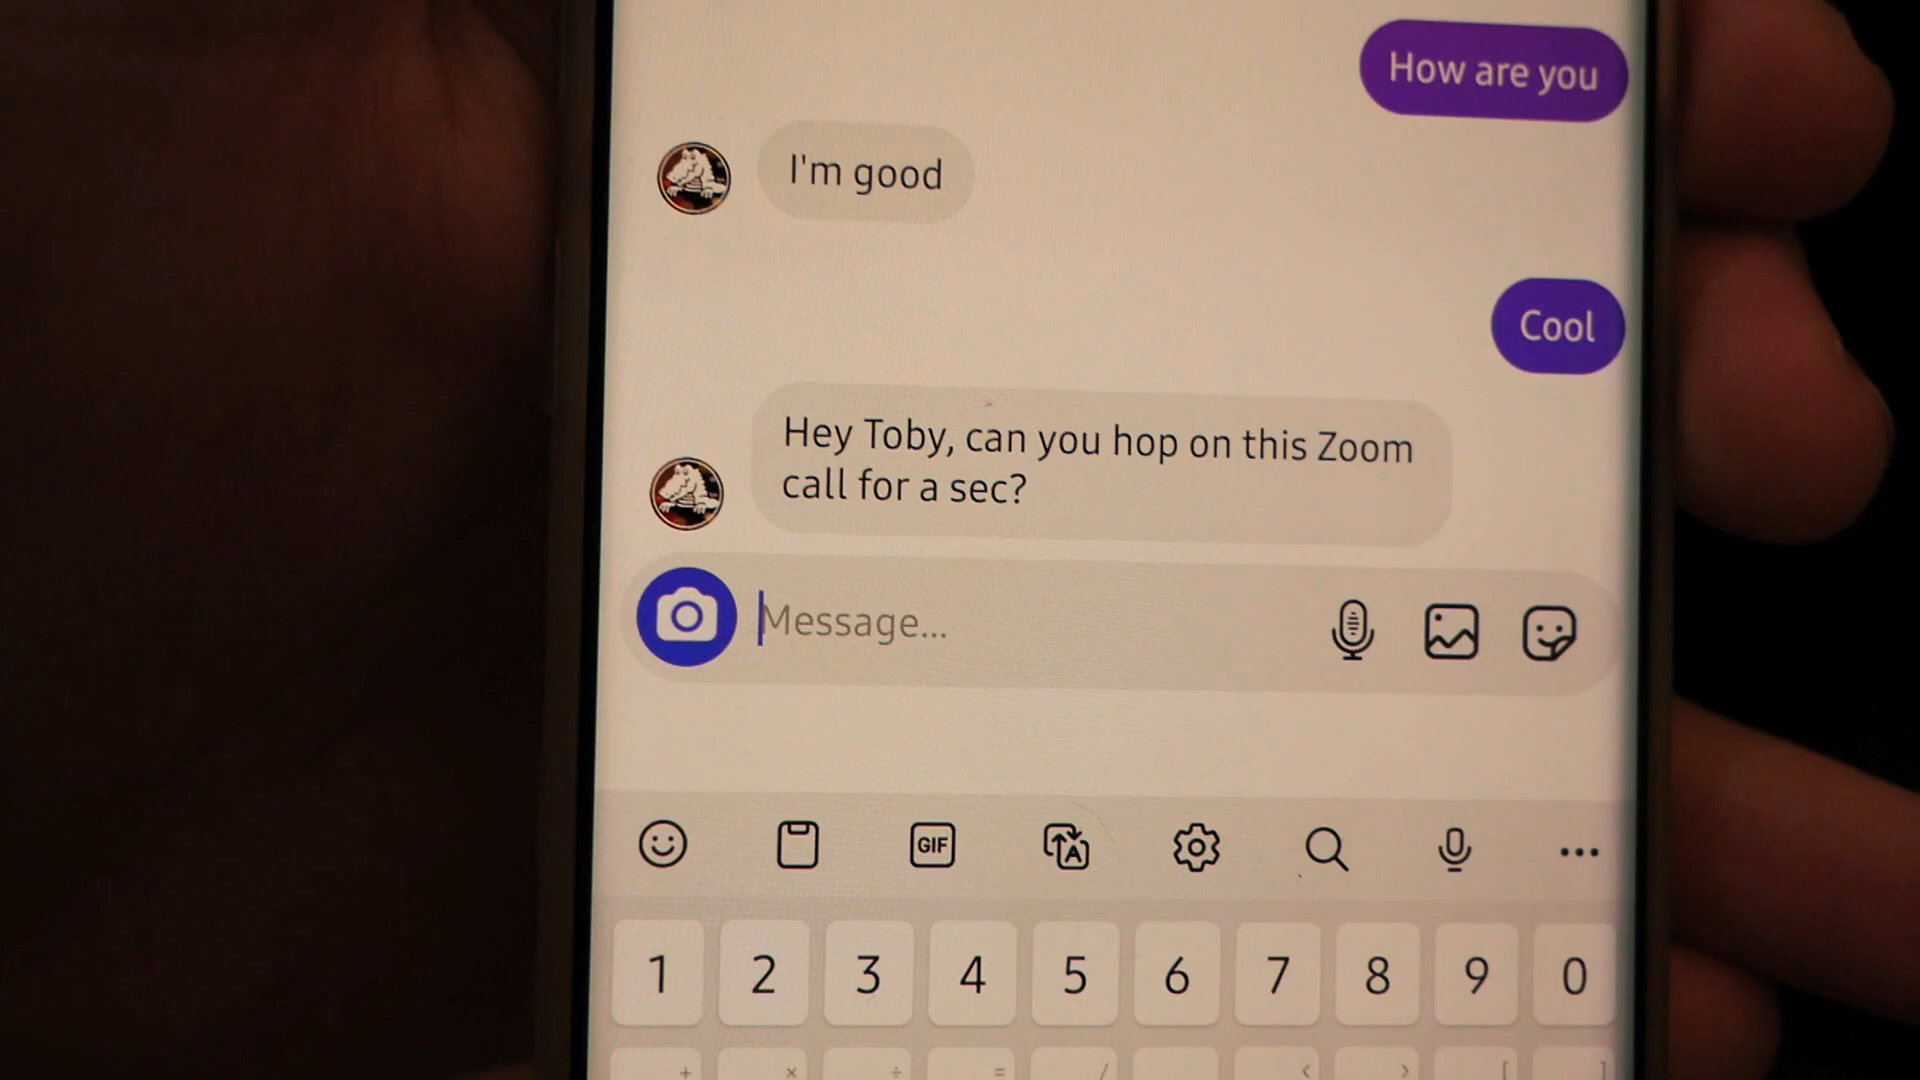 How are you
I'm good
Cool
Hey Toby, can you hop on this Zoom
call for a sec?
Message...
GIF
A
1 2 3 4 5 6 7 8 9 0
+ × ÷ = / < > [ ]